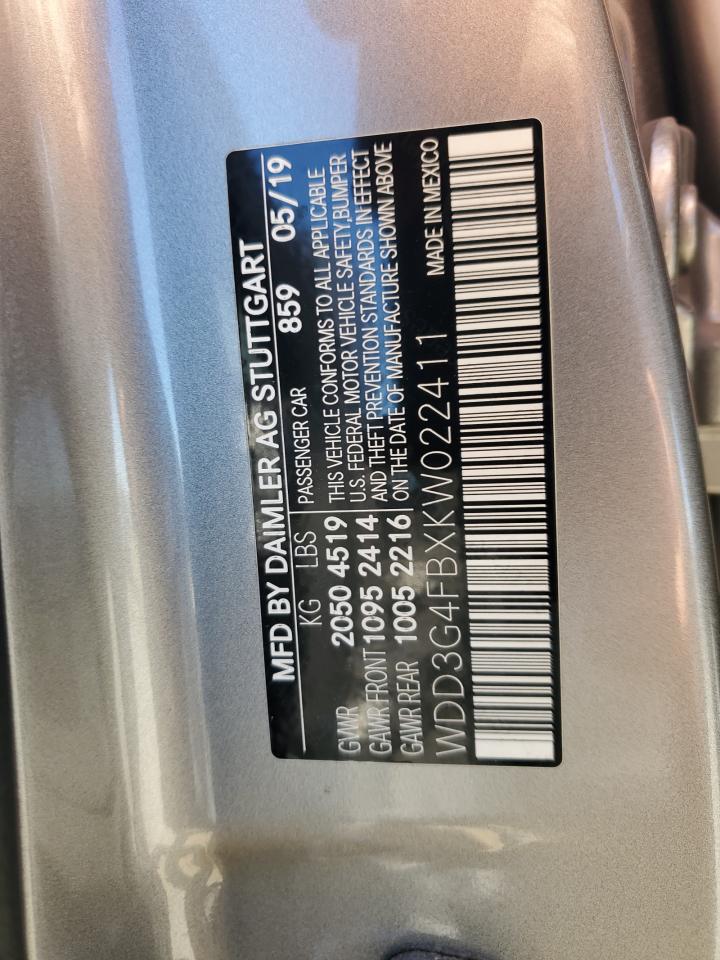 MFD BY DAIMLER AG STUTTGART
KG LBS PASSENGER CAR 859 05/19
GVWR 2050 4519
GAWR FRONT 1095 2414
GAWR REAR 1005 2216
THIS VEHICLE CONFORMS TO ALL APPLICABLE
U.S. FEDERAL MOTOR VEHICLE SAFETY,BUMPER
AND THEFT PREVENTION STANDARDS IN EFFECT
ON THE DATE OF MANUFACTURE SHOWN ABOVE
WDD3G4FBXKW022411 MADE IN MEXICO